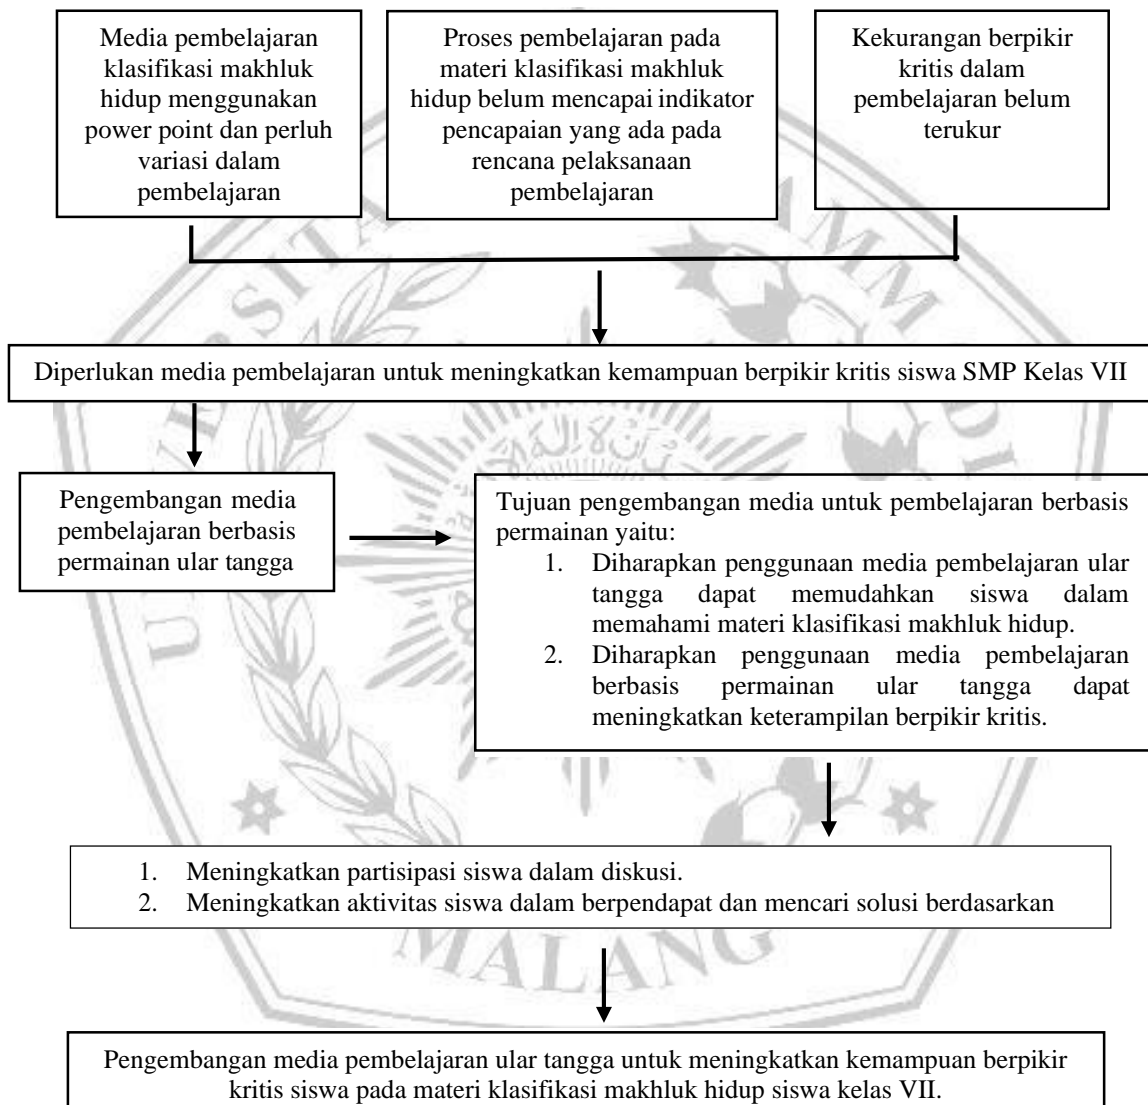 Media pembelajaran
klasifikasi makhluk
hidup menggunakan
power point dan perluh
variasi dalam
pembelajaran
Proses pembelajaran pada
materi klasifikasi makhluk
hidup belum mencapai indikator
pencapaian yang ada pada
rencana pelaksanaan
pembelajaran
Kekurangan berpikir
kritis dalam
pembelajaran belum
terukur
Diperlukan media pembelajaran untuk meningkatkan kemampuan berpikir kritis siswa SMP Kelas VII
Pengembangan media
pembelajaran berbasis
permainan ular tangga
Tujuan pengembangan media untuk pembelajaran berbasis
permainan yaitu:
1. Diharapkan penggunaan media pembelajaran ular
tangga dapat memudahkan siswa dalam
memahami materi klasifikasi makhluk hidup.
2. Diharapkan penggunaan media pembelajaran
berbasis permainan ular tangga dapat
meningkatkan keterampilan berpikir kritis.
1. Meningkatkan partisipasi siswa dalam diskusi.
2. Meningkatkan aktivitas siswa dalam berpendapat dan mencari solusi berdasarkan
MALANG
Pengembangan media pembelajaran ular tangga untuk meningkatkan kemampuan berpikir
kritis siswa pada materi klasifikasi makhluk hidup siswa kelas VII.